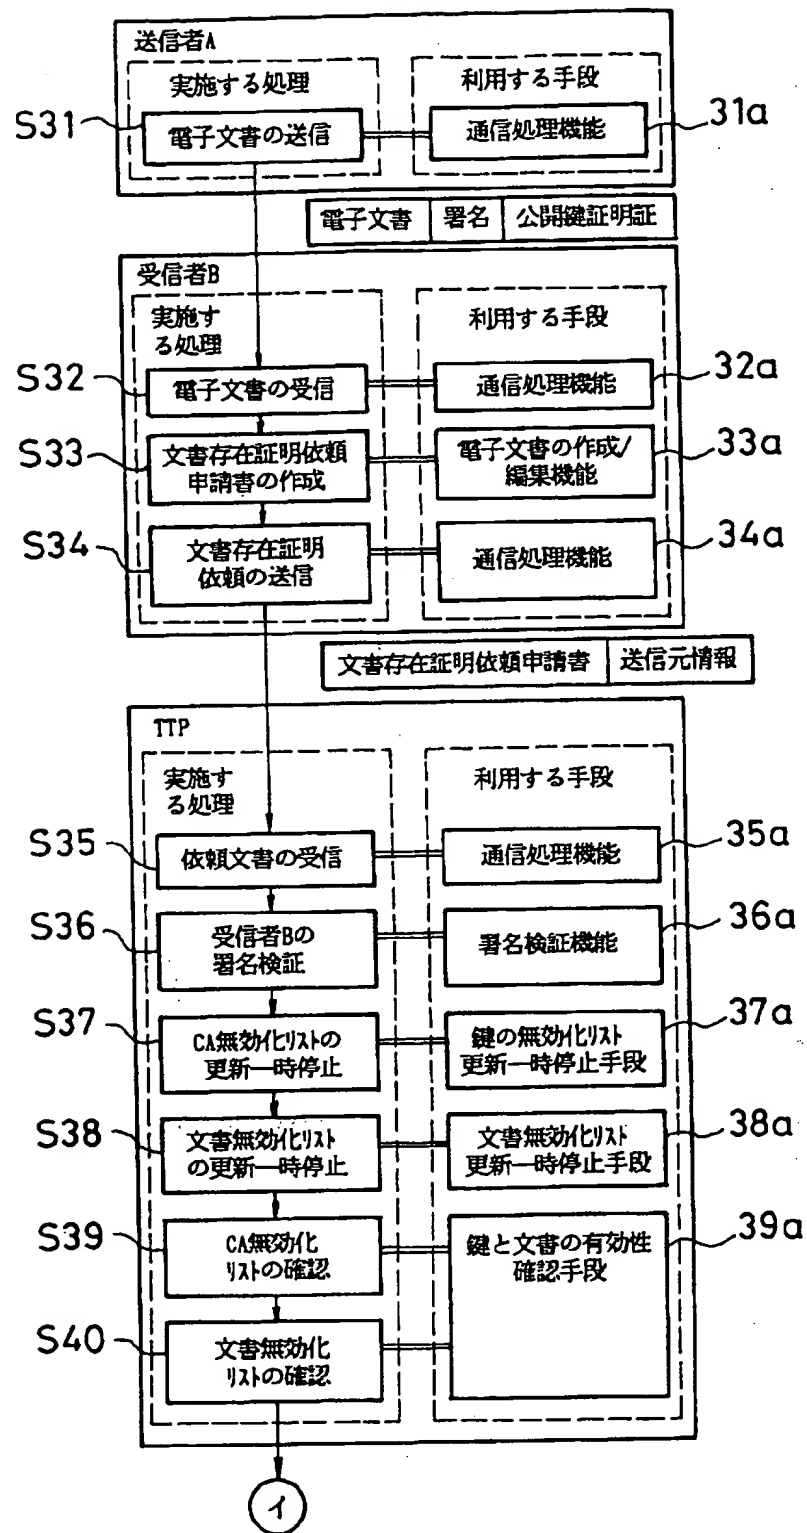 送信者A
実施する処理
利用する手段
S31
電子文書の送信
通信処理機能
31a
電子文書
署名
公開鍵証明証
受信者B
実施す
る処理
利用する手段
S32
電子文書の受信
通信処理機能
32a
S33
文書存在証明依頼
申請書の作成
電子文書の作成/
編集機能
33a
S34
文書存在証明
依頼の送信
通信処理機能
34a
文書存在証明依頼申請書
送信元情報
TTP
実施す
る処理
利用する手段
S35
依頼文書の受信
通信処理機能
35a
S36
受信者Bの
署名検証
署名検証機能
36a
S37
CA無効化リストの
更新一時停止
鍵の無効化リスト
更新一時停止手段
37a
S38
文書無効化リスト
の更新一時停止
文書無効化リスト
更新一時停止手段
38a
S39
CA無効化
リストの確認
鍵と文書の有効性
確認手段
39a
S40
文書無効化
リストの確認
イ